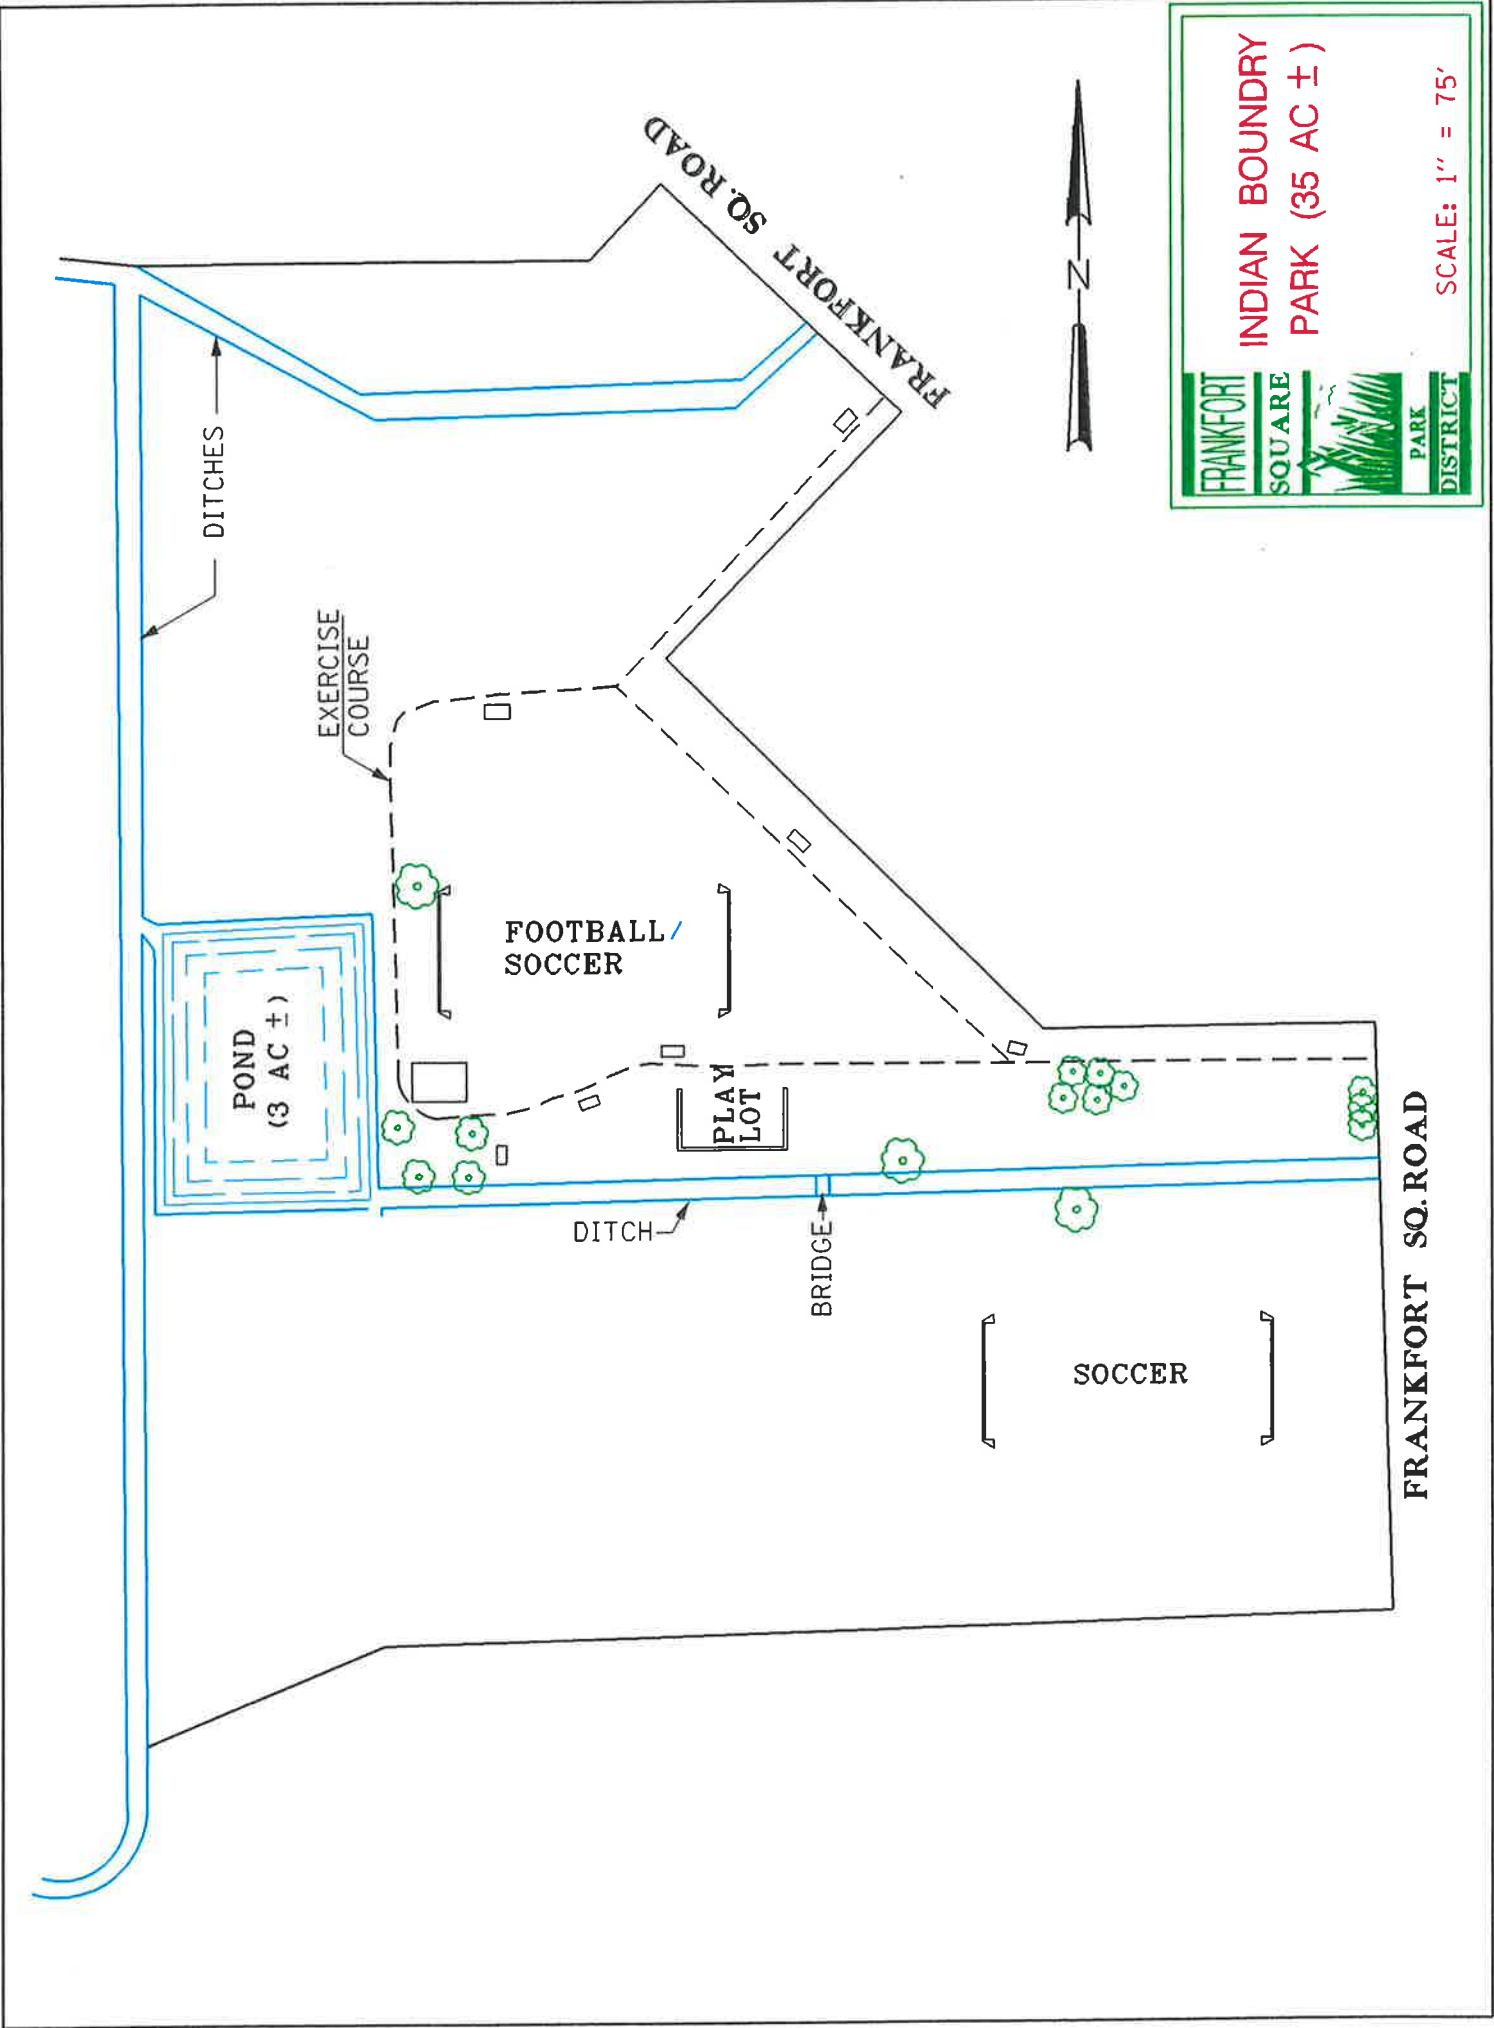 DITCHES
EXERCISE
COURSE
FRANKFORT SQ. ROAD
N
POND
(3 AC ±)
FOOTBALL/
SOCCER
PLAY
LOT
DITCH
BRIDGE
SOCCER
FRANKFORT SQ. ROAD
FRANKFORT
SQUARE
PARK
DISTRICT
INDIAN BOUNDRY
PARK (35 AC ±)
SCALE: 1" = 75'